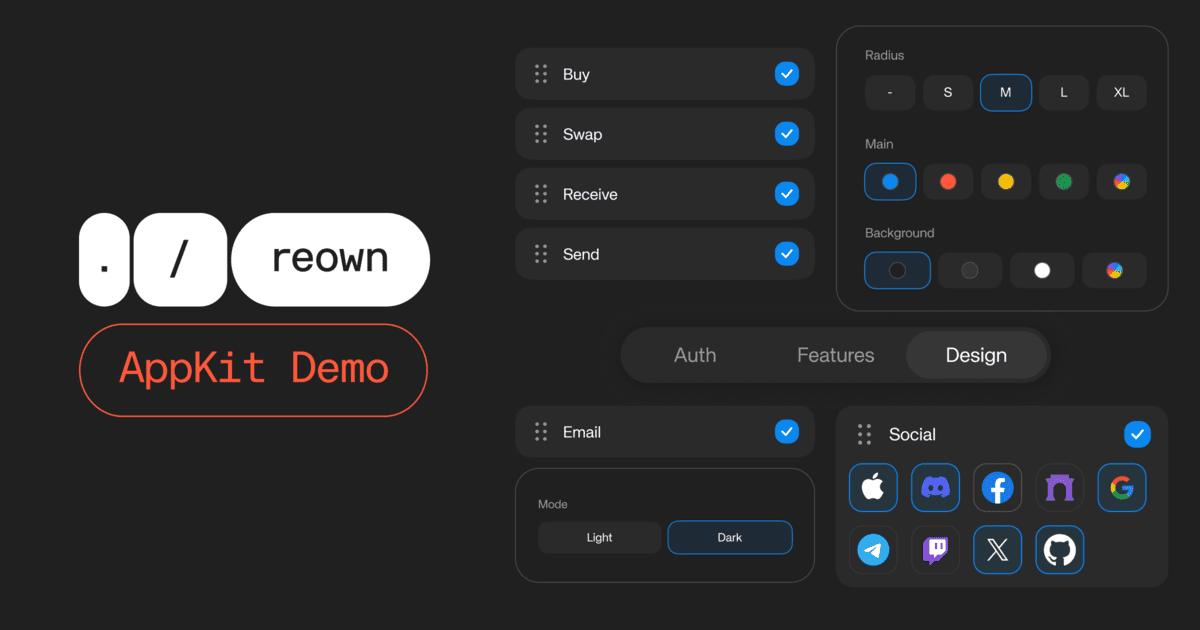 . / reown
AppKit Demo
Buy
Swap
Receive
Send
Radius
- S M L XL
Main
Background
Auth Features Design
Email
Mode
Light Dark
Social